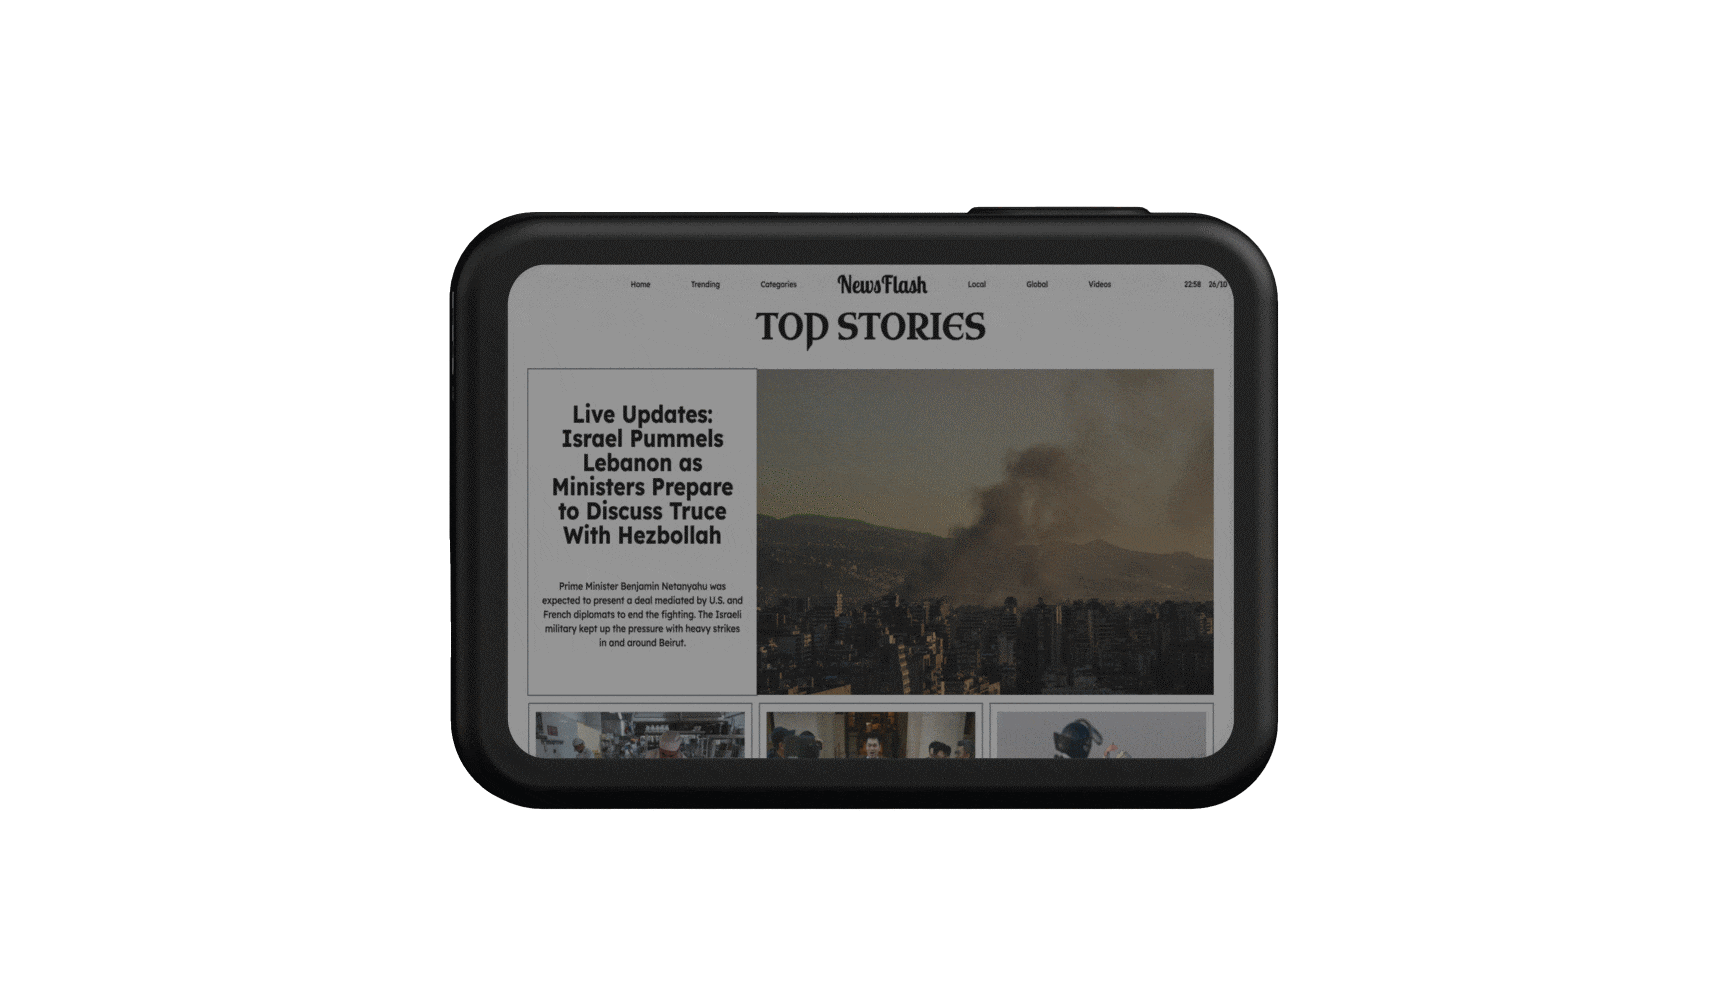 Home Trending Categories NewsFlash Local Global Videos 22:58 26/10
TOP STORIES
Live Updates:
Israel Pummels
Lebanon as
Ministers Prepare
to Discuss Truce
With Hezbollah
Prime Minister Benjamin Netanyahu was
expected to present a deal mediated by U.S. and
French diplomats to end the fighting. The Israeli
military kept up the pressure with heavy strikes
in and around Beirut.